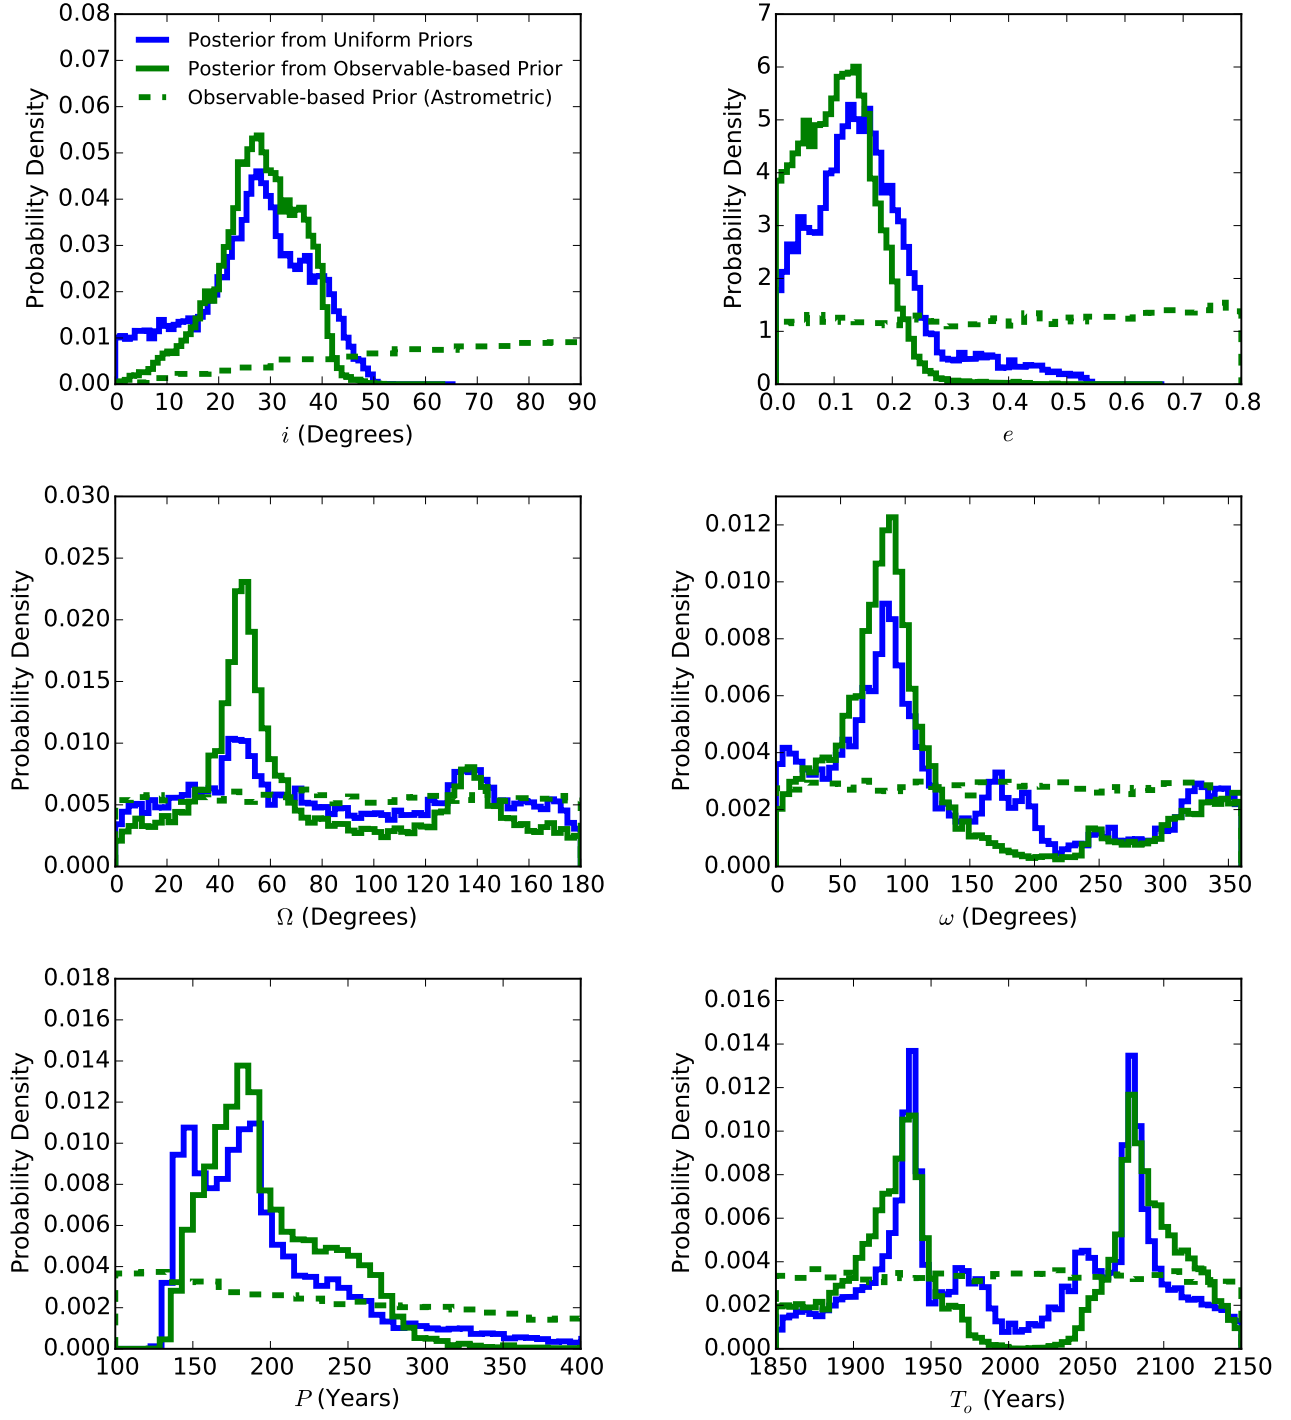 0.08
0.07
0.06
0.05
0.04
0.03
0.02
0.01
0.00
Probability Density
Posterior from Uniform Priors
Posterior from Observable-based Prior
Observable-based Prior (Astrometric)
0 10 20 30 40 50 60 70 80 90
i (Degrees)
7
6
5
4
3
2
1
0
Probability Density
0.0 0.1 0.2 0.3 0.4 0.5 0.6 0.7 0.8
e
0.030
0.025
0.020
0.015
0.010
0.005
0.000
Probability Density
0 20 40 60 80 100 120 140 160 180
Ω (Degrees)
0.012
0.010
0.008
0.006
0.004
0.002
0.000
Probability Density
0 50 100 150 200 250 300 350
ω (Degrees)
0.018
0.016
0.014
0.012
0.010
0.008
0.006
0.004
0.002
0.000
Probability Density
100 150 200 250 300 350 400
P (Years)
0.016
0.014
0.012
0.010
0.008
0.006
0.004
0.002
0.000
Probability Density
1850 1900 1950 2000 2050 2100 2150
T_o (Years)